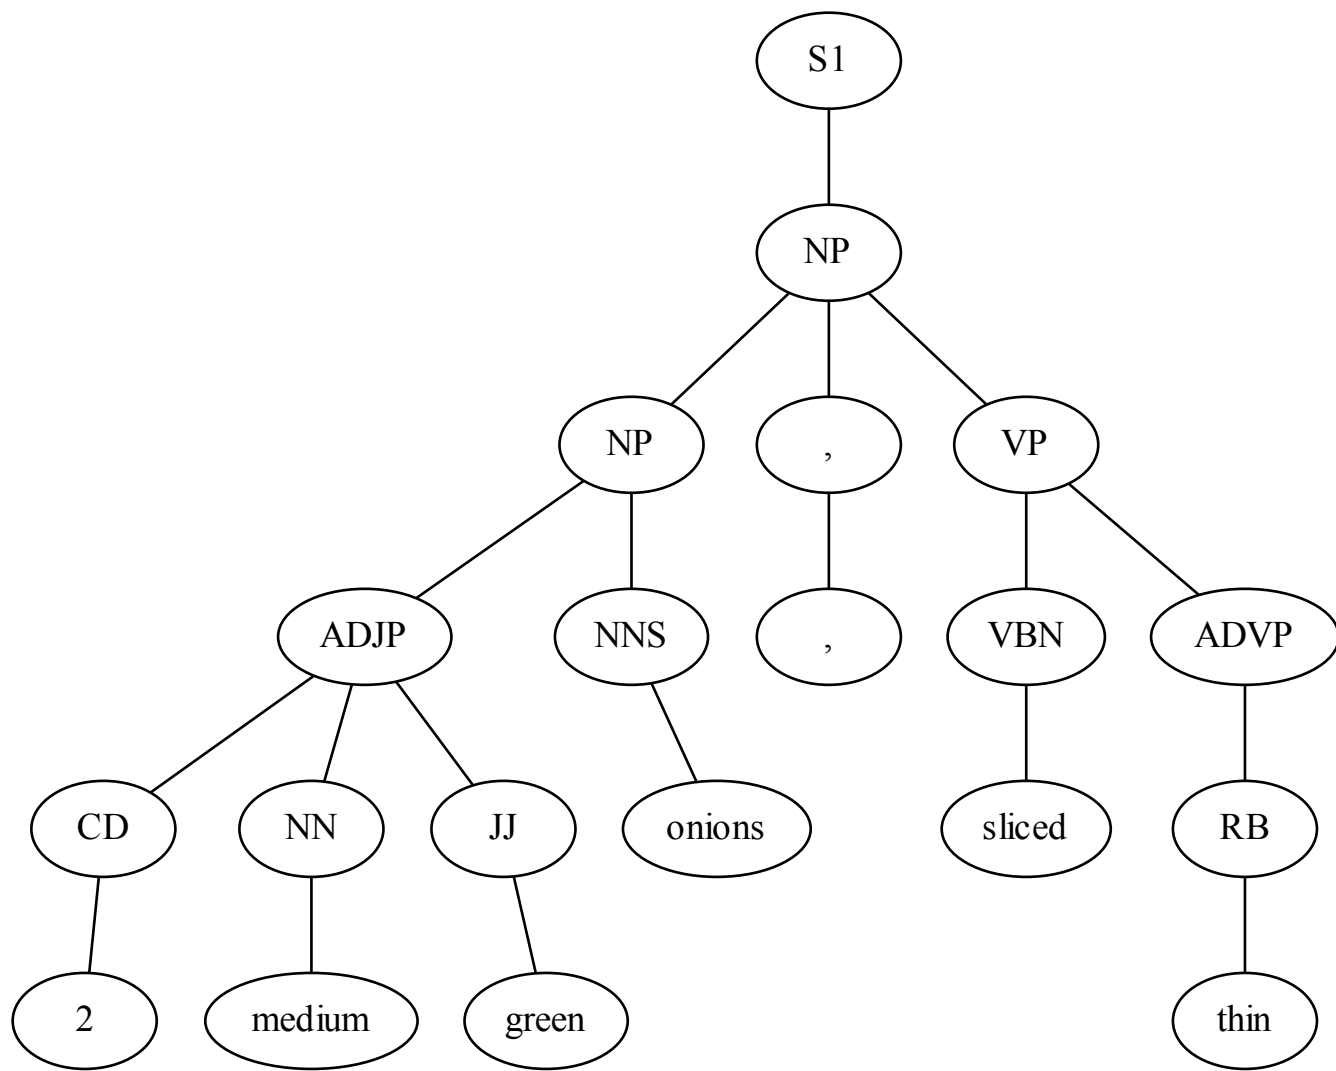 S1
NP
NP , VP
ADJP NNS , VBN ADVP
CD NN JJ onions sliced RB
2 medium green thin